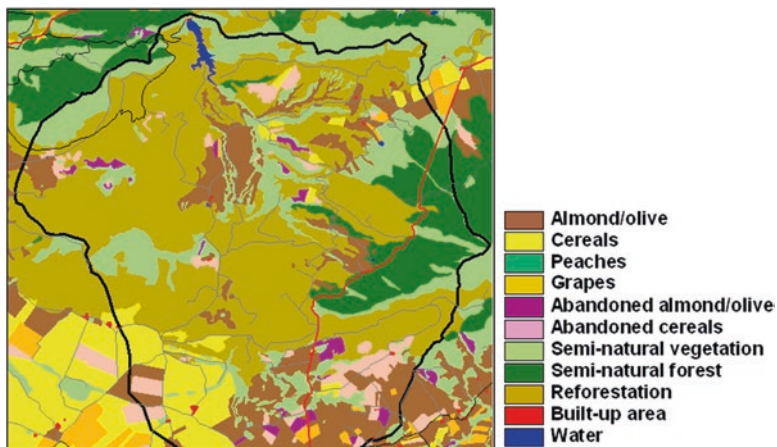 Almond/olive
Cereals
Peaches
Grapes
Abandoned almond/olive
Abandoned cereals
Semi-natural vegetation
Semi-natural forest
Reforestation
Built-up area
Water